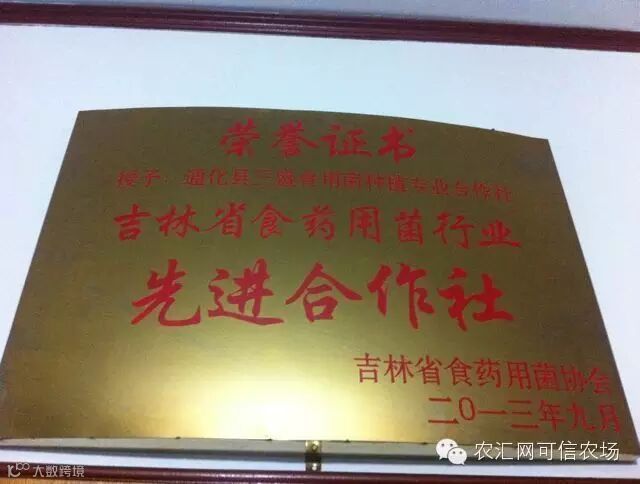 荣誉证书
授予：通化县三盛食用菌种植专业合作社
吉林省食药用菌行业
先进合作社
吉林省食药用菌协会
二〇一三年九月
农汇网可信农场
大数跨境